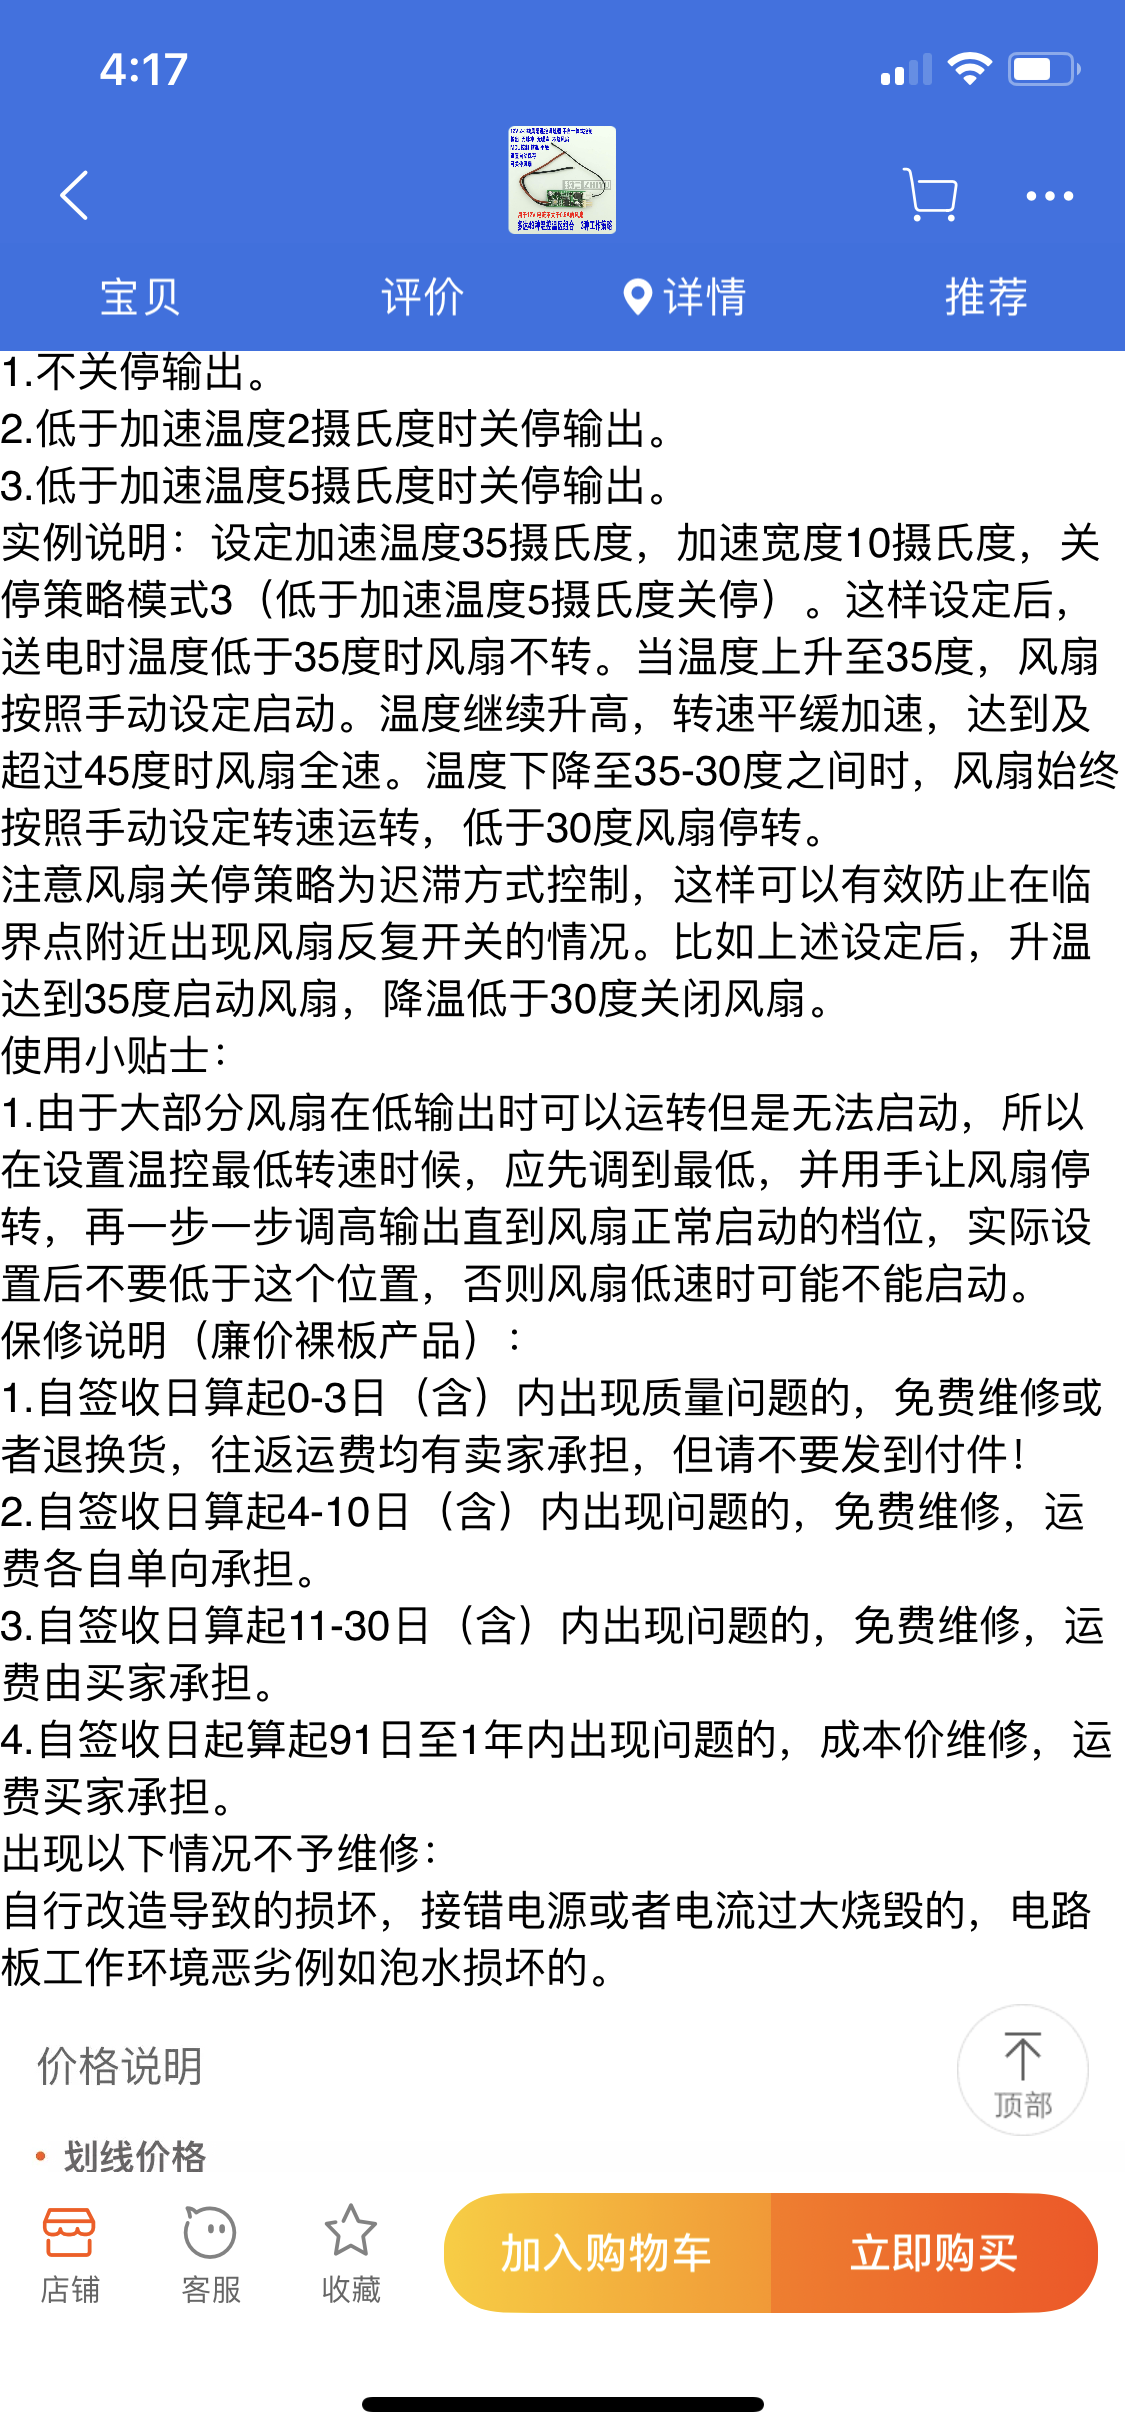 4:17
宝贝
评价
详情
推荐
1.不关停输出。
2.低于加速温度2摄氏度时关停输出。
3.低于加速温度5摄氏度时关停输出。
实例说明：设定加速温度35摄氏度，加速宽度10摄氏度，关
停策略模式3（低于加速温度5摄氏度关停）。这样设定后，
送电时温度低于35度时风扇不转。当温度上升至35度，风扇
按照手动设定启动。温度继续升高，转速平缓加速，达到及
超过45度时风扇全速。温度下降至35-30度之间时，风扇始终
按照手动设定转速运转，低于30度风扇停转。
注意风扇关停策略为迟滞方式控制，这样可以有效防止在临
界点附近出现风扇反复开关的情况。比如上述设定后，升温
达到35度启动风扇，降温低于30度关闭风扇。
使用小贴士：
1.由于大部分风扇在低输出时可以运转但是无法启动，所以
在设置温控最低转速时候，应先调到最低，并用手让风扇停
转，再一步一步调高输出直到风扇正常启动的档位，实际设
置后不要低于这个位置，否则风扇低速时可能不能启动。
保修说明（廉价裸板产品）：
1.自签收日算起0-3日（含）内出现质量问题的，免费维修或
者退换货，往返运费均有卖家承担，但请不要发到付件！
2.自签收日算起4-10日（含）内出现问题的，免费维修，运
费各自单向承担。
3.自签收日算起11-30日（含）内出现问题的，免费维修，运
费由买家承担。
4.自签收日起算起91日至1年内出现问题的，成本价维修，运
费买家承担。
出现以下情况不予维修：
自行改造导致的损坏，接错电源或者电流过大烧毁的，电路
板工作环境恶劣例如泡水损坏的。
价格说明
顶部
划线价格
店铺
客服
收藏
加入购物车
立即购买